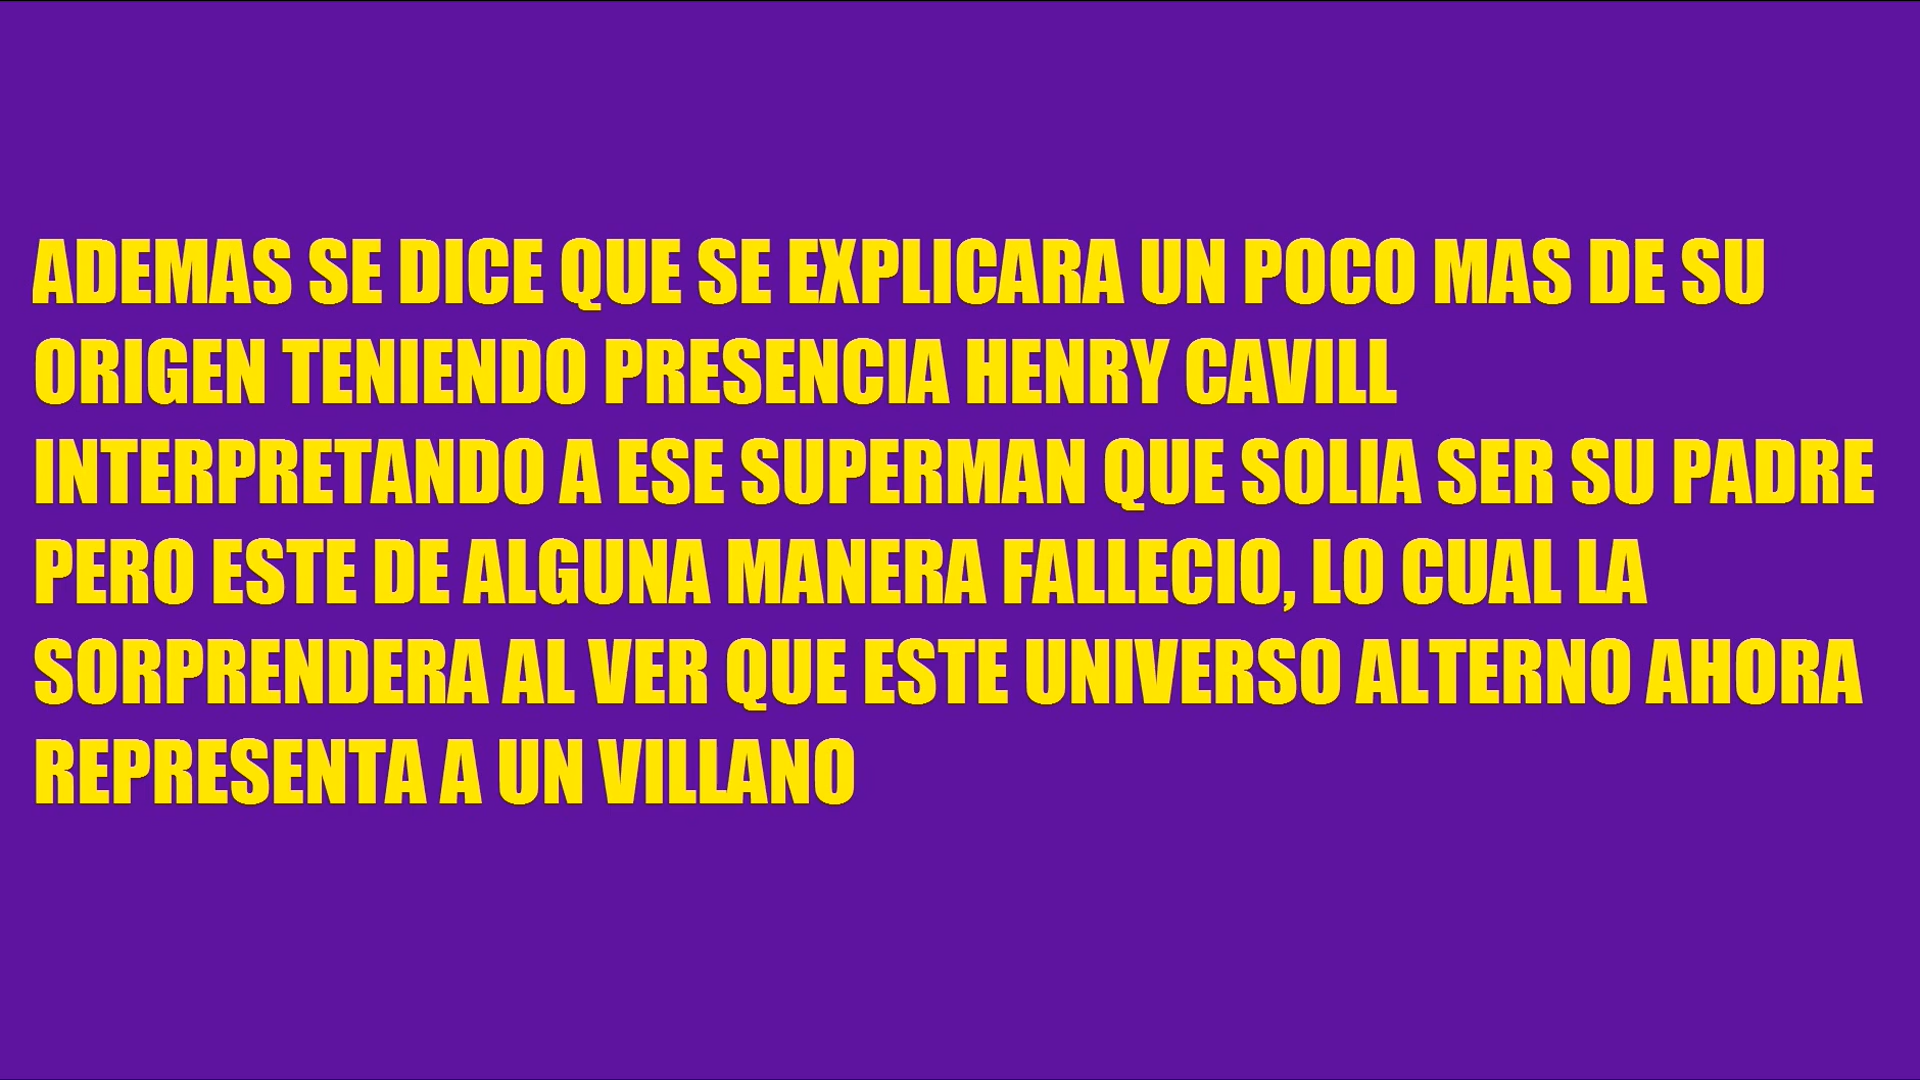 ADEMAS SE DICE QUE SE EXPLICARA UN POCO MAS DE SU
ORIGEN TENIENDO PRESENCIA HENRY CAVILL
INTERPRETANDO A ESE SUPERMAN QUE SOLIA SER SU PADRE
PERO ESTE DE ALGUNA MANERA FALLECIO, LO CUAL LA
SORPRENDERA AL VER QUE ESTE UNIVERSO ALTERNO AHORA
REPRESENTA A UN VILLANO